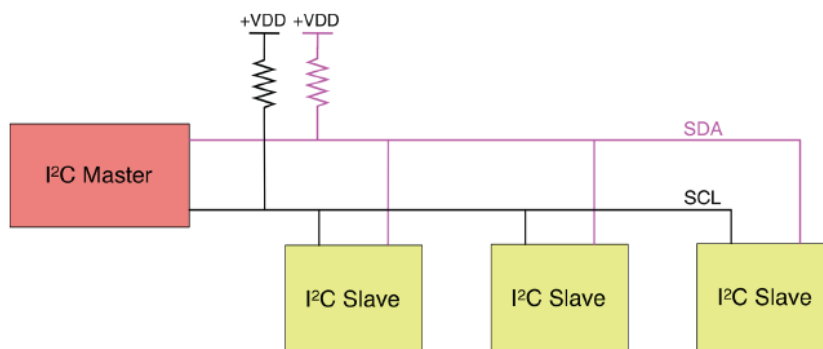 +VDD +VDD
SDA
I²C Master
SCL
I²C Slave
I²C Slave
I²C Slave